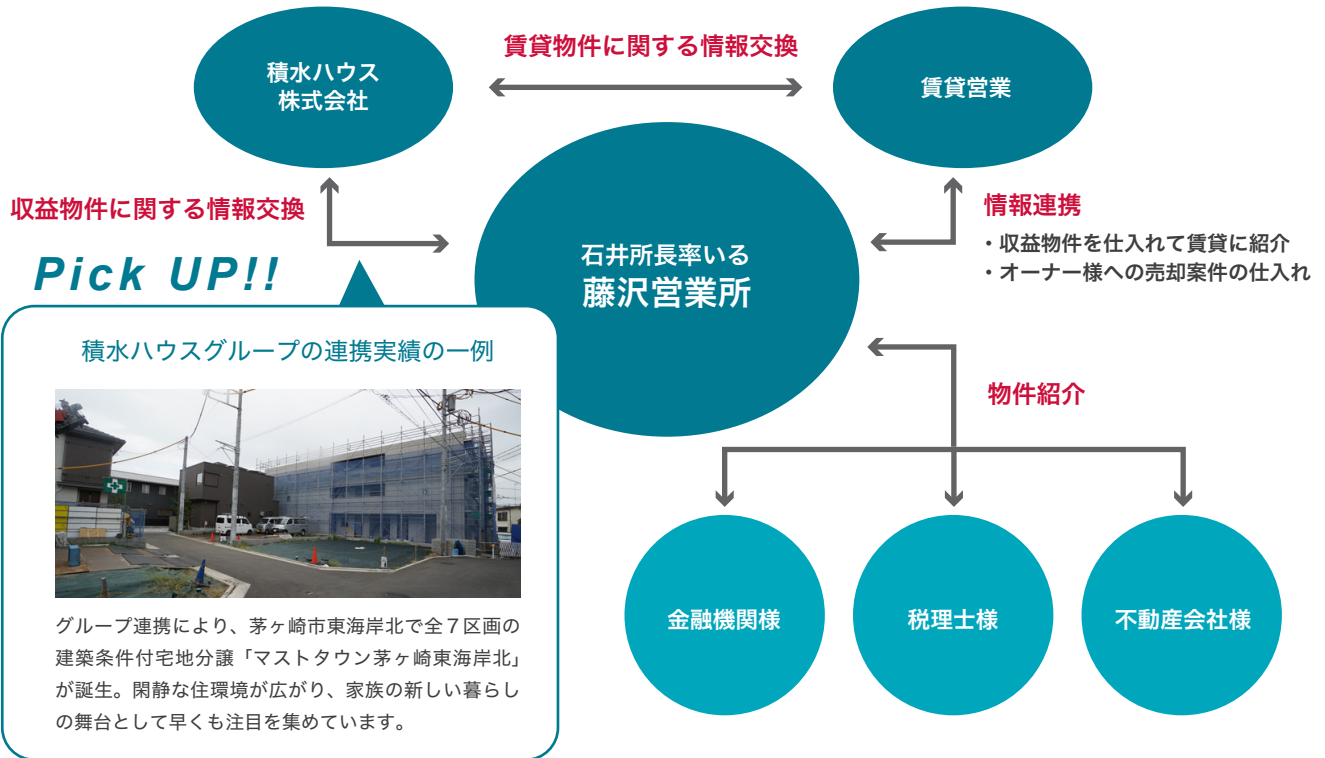 賃貸物件に関する情報交換
積水ハウス
株式会社
賃貸営業
収益物件に関する情報交換
情報連携
・収益物件を仕入れて賃貸に紹介
・オーナー様への売却案件の仕入れ
石井所長率いる
藤沢営業所
Pick UP!!
積水ハウスグループの連携実績の一例
グループ連携により、茅ヶ崎市東海岸北で全７区画の
建築条件付宅地分譲「マストタウン茅ヶ崎東海岸北」
が誕生。閑静な住環境が広がり、家族の新しい暮らし
の舞台として早くも注目を集めています。
物件紹介
金融機関様
税理士様
不動産会社様